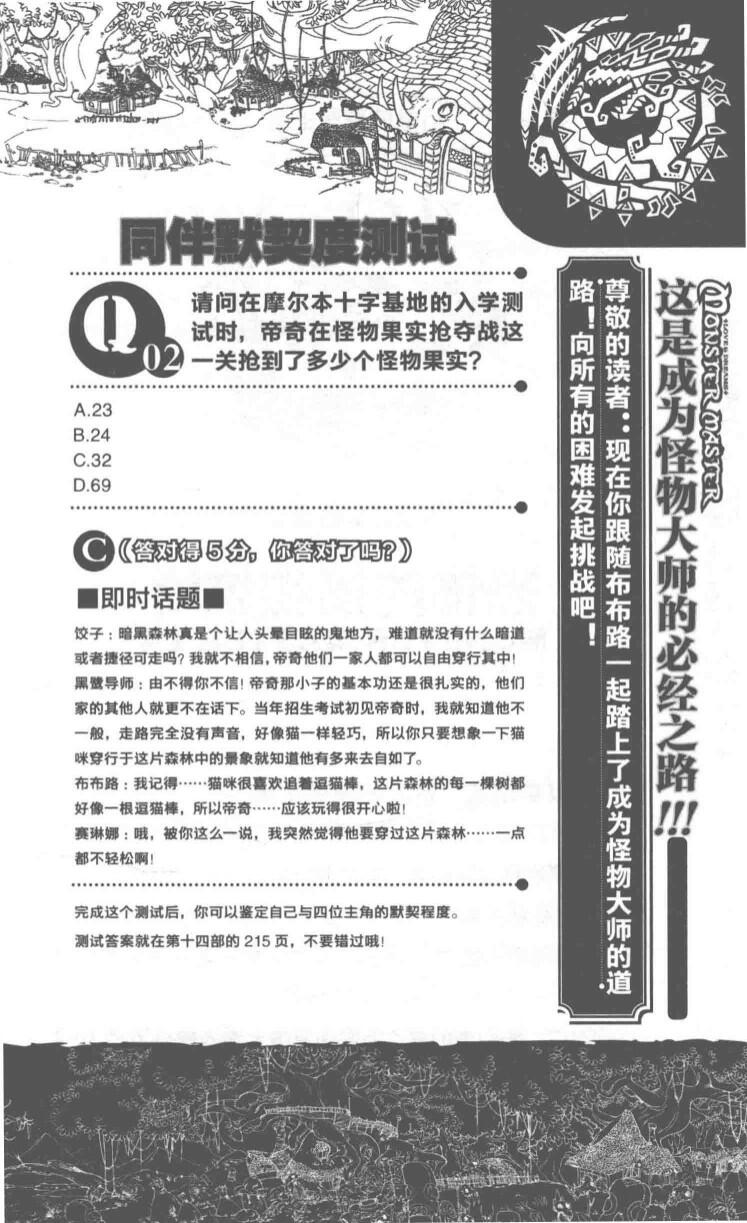 同伴默契度测试
Q
02
请问在摩尔本十字基地的入学测
试时，帝奇在怪物果实抢夺战这
一关抢到了多少个怪物果实？
A.23
B.24
C.32
D.69
C（答对得5分，你答对了吗？）
■即时话题■
饺子：暗黑森林真是个让人头晕目眩的鬼地方，难道就没有什么暗道
或者捷径可走吗？我就不相信，帝奇他们一家人都可以自由穿行其中！
黑鹭导师：由不得你不信！帝奇那小子的基本功还是很扎实的，他们
家的其他人就更不在话下。当年招生考试初见帝奇时，我就知道他不
一般，走路完全没有声音，好像猫一样轻巧，所以你只要想象一下猫
咪穿行于这片森林中的景象就知道他有多来去自如了。
布布路：我记得……猫咪很喜欢追着逗猫棒，这片森林的每一棵树都
好像一根逗猫棒，所以帝奇……应该玩得很开心啦！
赛琳娜：哦，被你这么一说，我突然觉得他要穿过这片森林……一点
都不轻松啊！
完成这个测试后，你可以鉴定自己与四位主角的默契程度。
测试答案就在第十四部的215页，不要错过哦！
MONSTER MASTER
LOVE & DREAMS
这是成为怪物大师的必经之路!!!
尊敬的读者：现在你跟随布布路一起踏上了成为怪物大师的道
路！向所有的困难发起挑战吧！